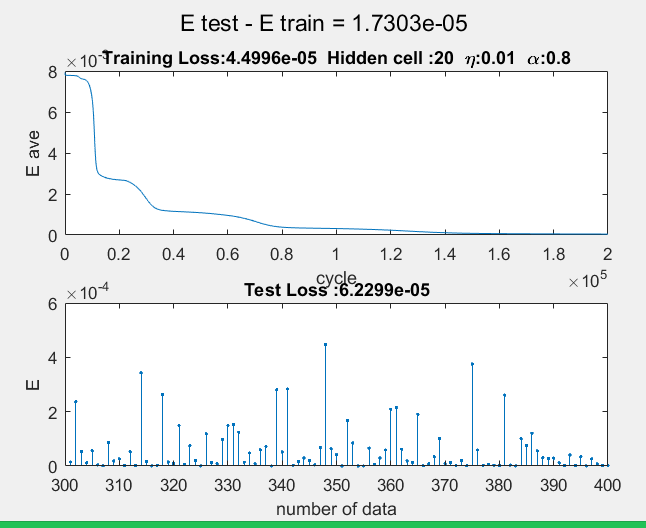 E test - E train = 1.7303e-05
×10⁻³
Training Loss:4.4996e-05 Hidden cell :20 η:0.01 α:0.8
8
6
4
2
0
E ave
0 0.2 0.4 0.6 0.8 1 1.2 1.4 1.6 1.8 2
cycle
×10⁵
×10⁻⁴
Test Loss :6.2299e-05
6
4
2
0
E
300 310 320 330 340 350 360 370 380 390 400
number of data